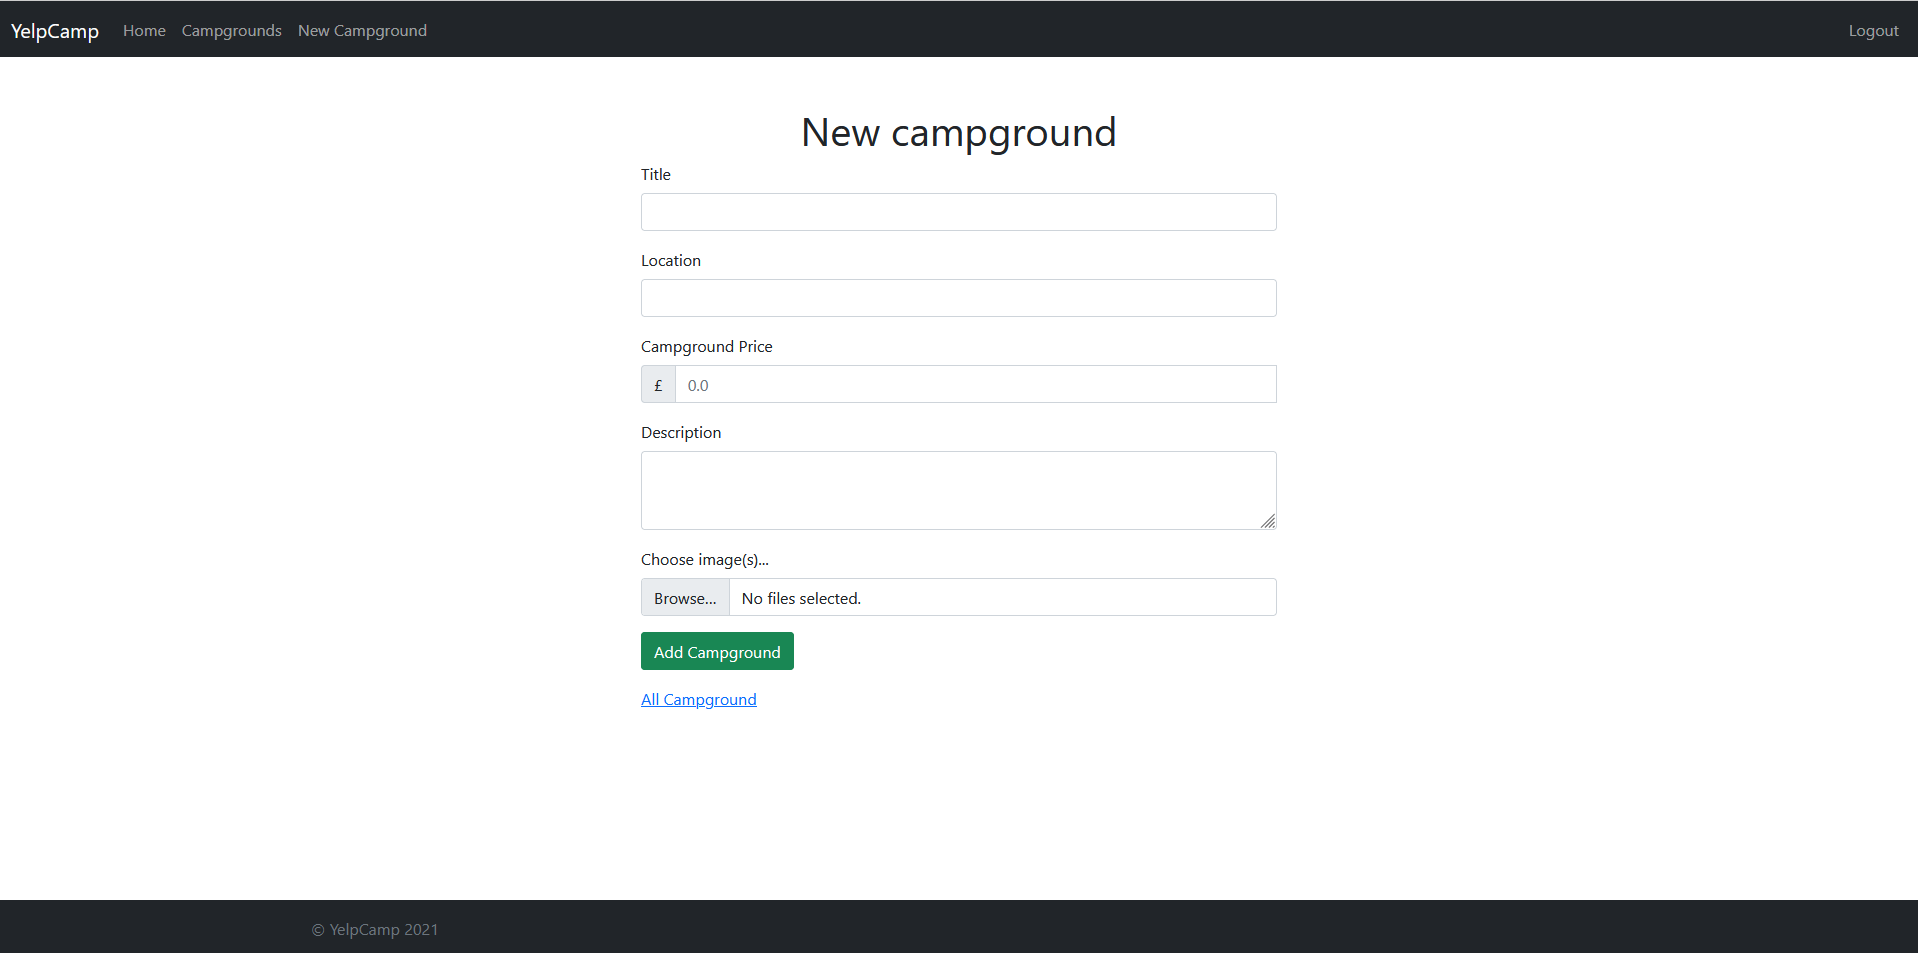 YelpCamp Home Campgrounds New Campground Logout
New campground
Title
Location
Campground Price
£ 0.0
Description
Choose image(s)...
Browse... No files selected.
Add Campground
All Campground
© YelpCamp 2021